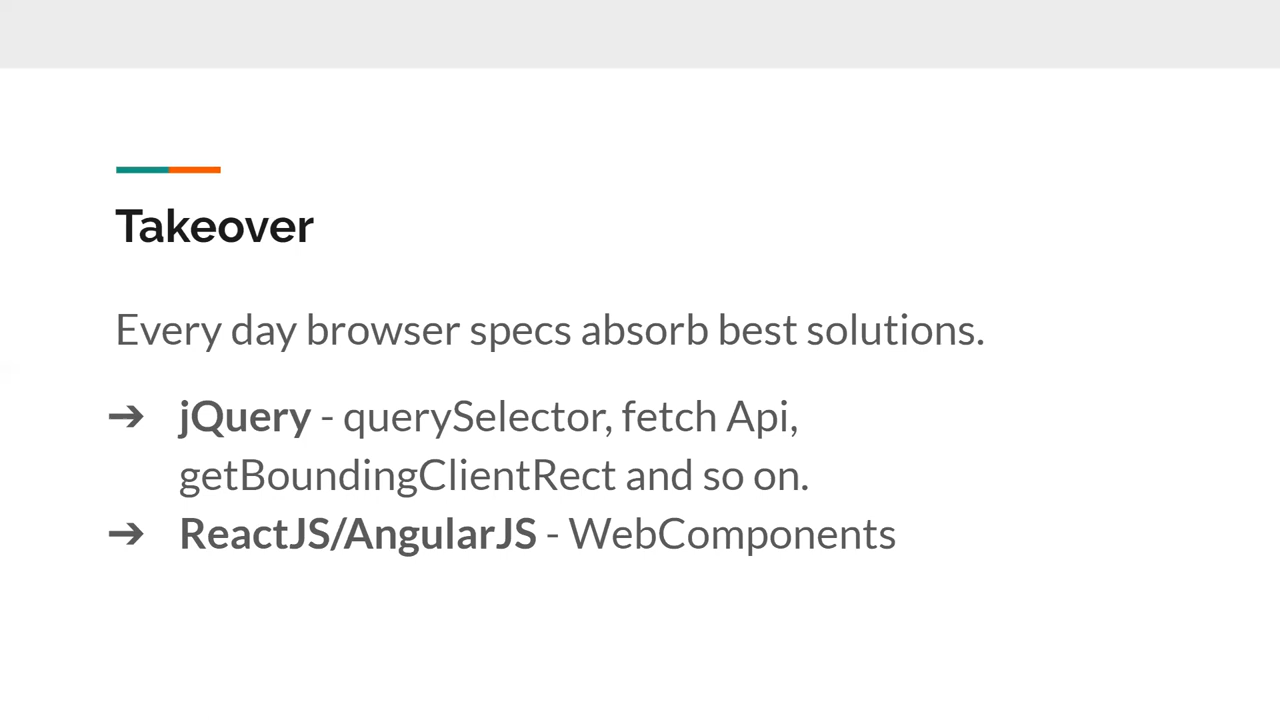 Takeover
Every day browser specs absorb best solutions.
➔ jQuery - querySelector, fetch Api,
getBoundingClientRect and so on.
➔ ReactJS/AngularJS - WebComponents